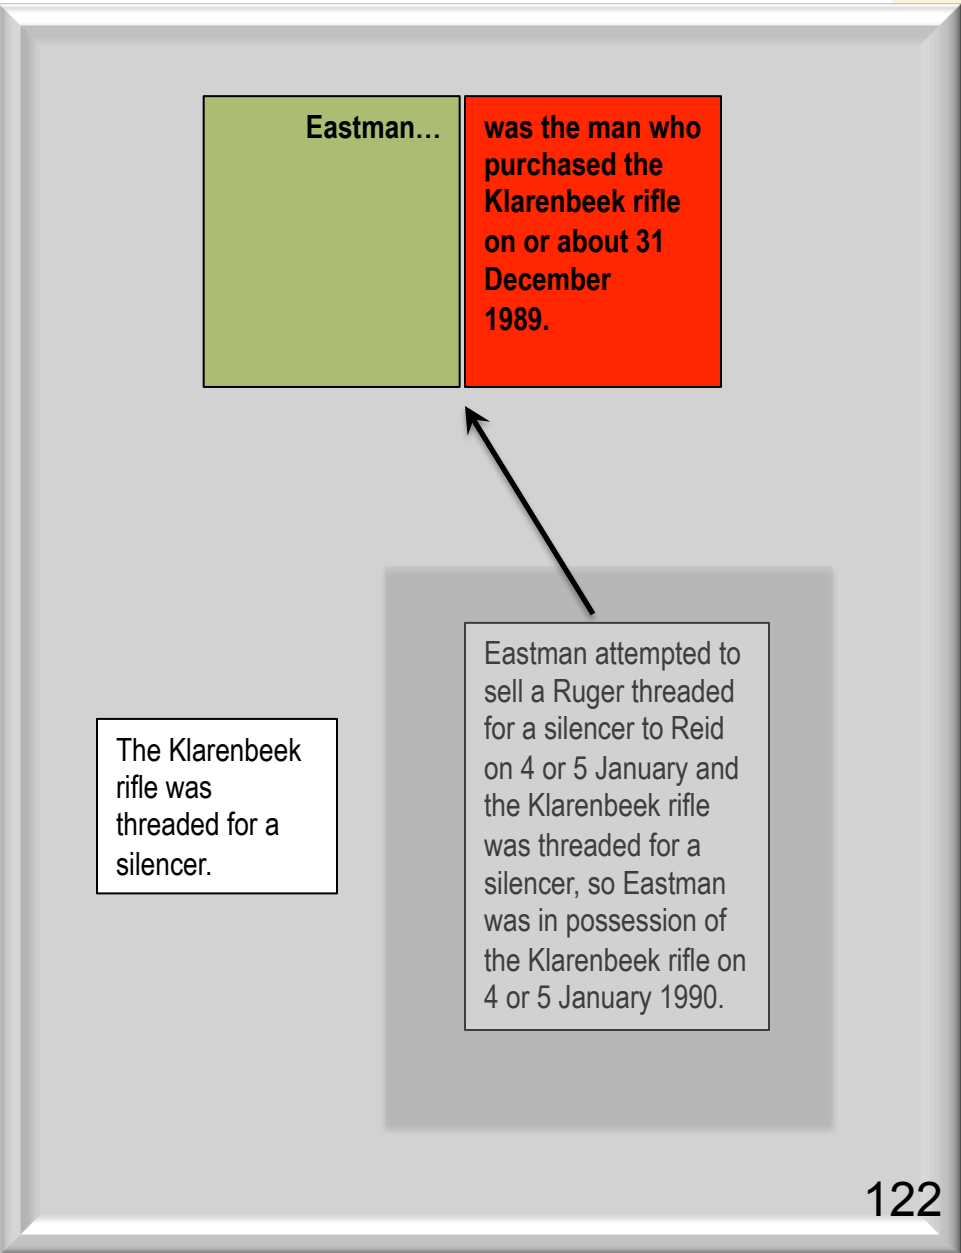 Eastman…
was the man who
purchased the
Klarenbeek rifle
on or about 31
December
1989.
The Klarenbeek
rifle was
threaded for a
silencer.
Eastman attempted to
sell a Ruger threaded
for a silencer to Reid
on 4 or 5 January and
the Klarenbeek rifle
was threaded for a
silencer, so Eastman
was in possession of
the Klarenbeek rifle on
4 or 5 January 1990.
122